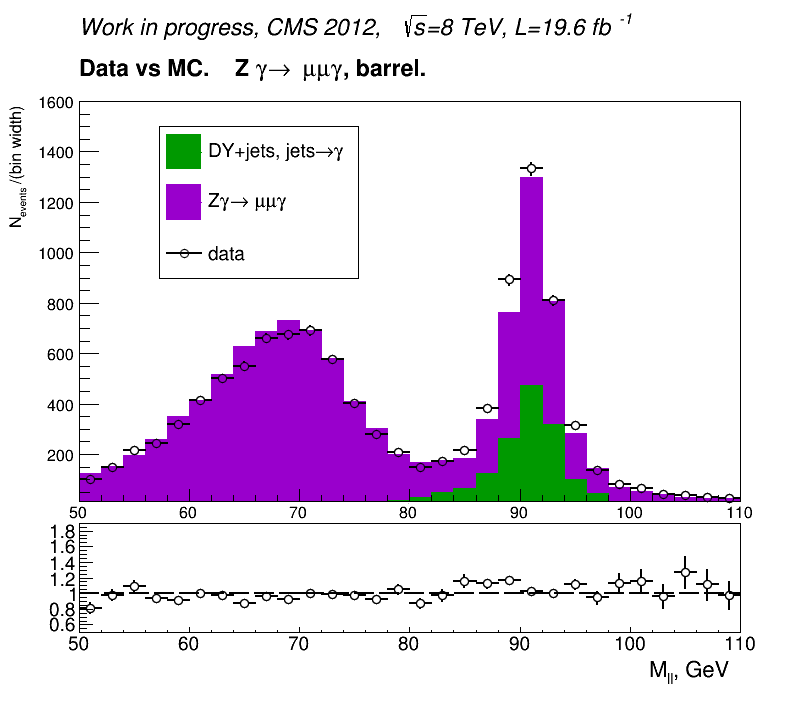 Work in progress, CMS 2012, √s=8 TeV, L=19.6 fb⁻¹
Data vs MC. Z γ→ μμγ, barrel.
N_events /(bin width)
1600
1400
1200
1000
800
600
400
200
DY+jets, jets→γ
Zγ→ μμγ
data
50 60 70 80 90 100 110
1.8
1.6
1.4
1.2
1
0.8
0.6
50 60 70 80 90 100 110
M_ll, GeV